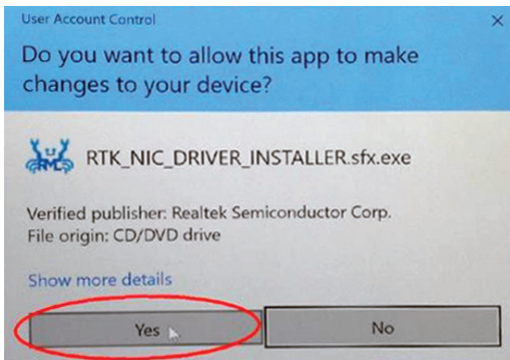 User Account Control
Do you want to allow this app to make
changes to your device?
RTK_NIC_DRIVER_INSTALLER.sfx.exe
Verified publisher: Realtek Semiconductor Corp.
File origin: CD/DVD drive
Show more details
Yes
No